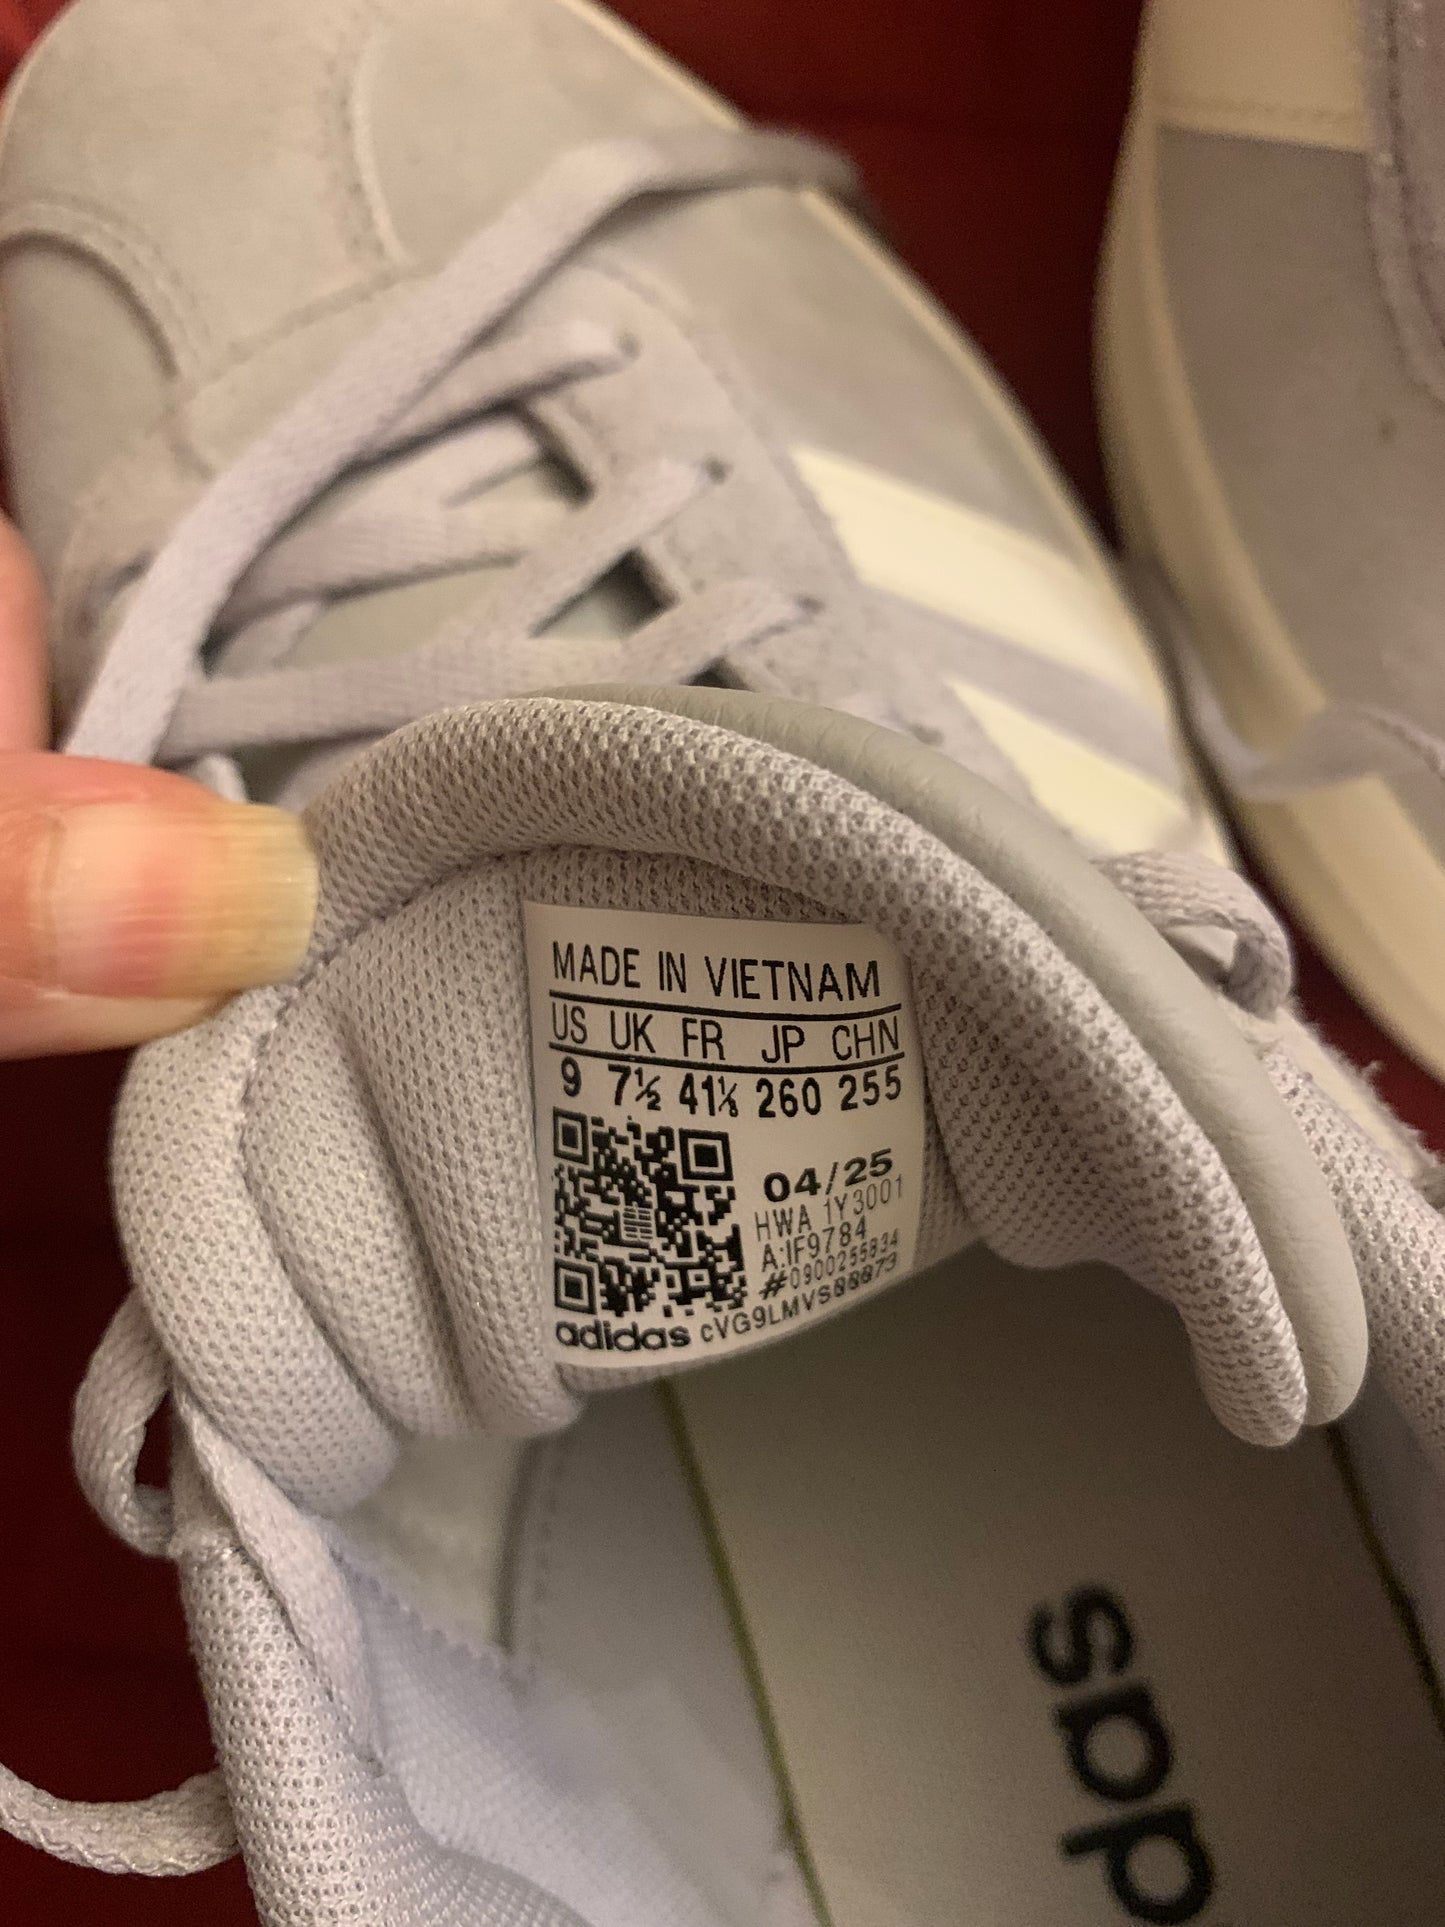 MADE IN VIETNAM
US UK FR JP CHN
9 7½ 41⅓ 260 255
04/25
HWA 1Y3001
A:IF9784
#0900255834
adidas
adidas